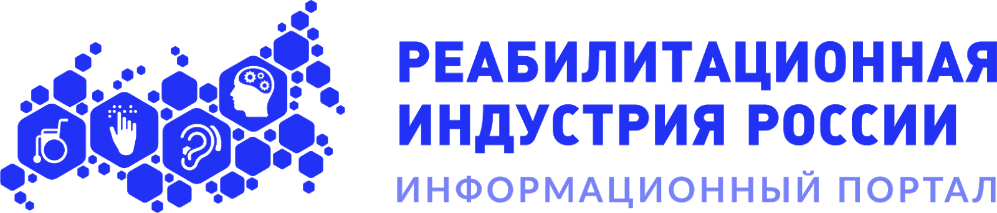 РЕАБИЛИТАЦИОННАЯ
ИНДУСТРИЯ РОССИИ
ИНФОРМАЦИОННЫЙ ПОРТАЛ